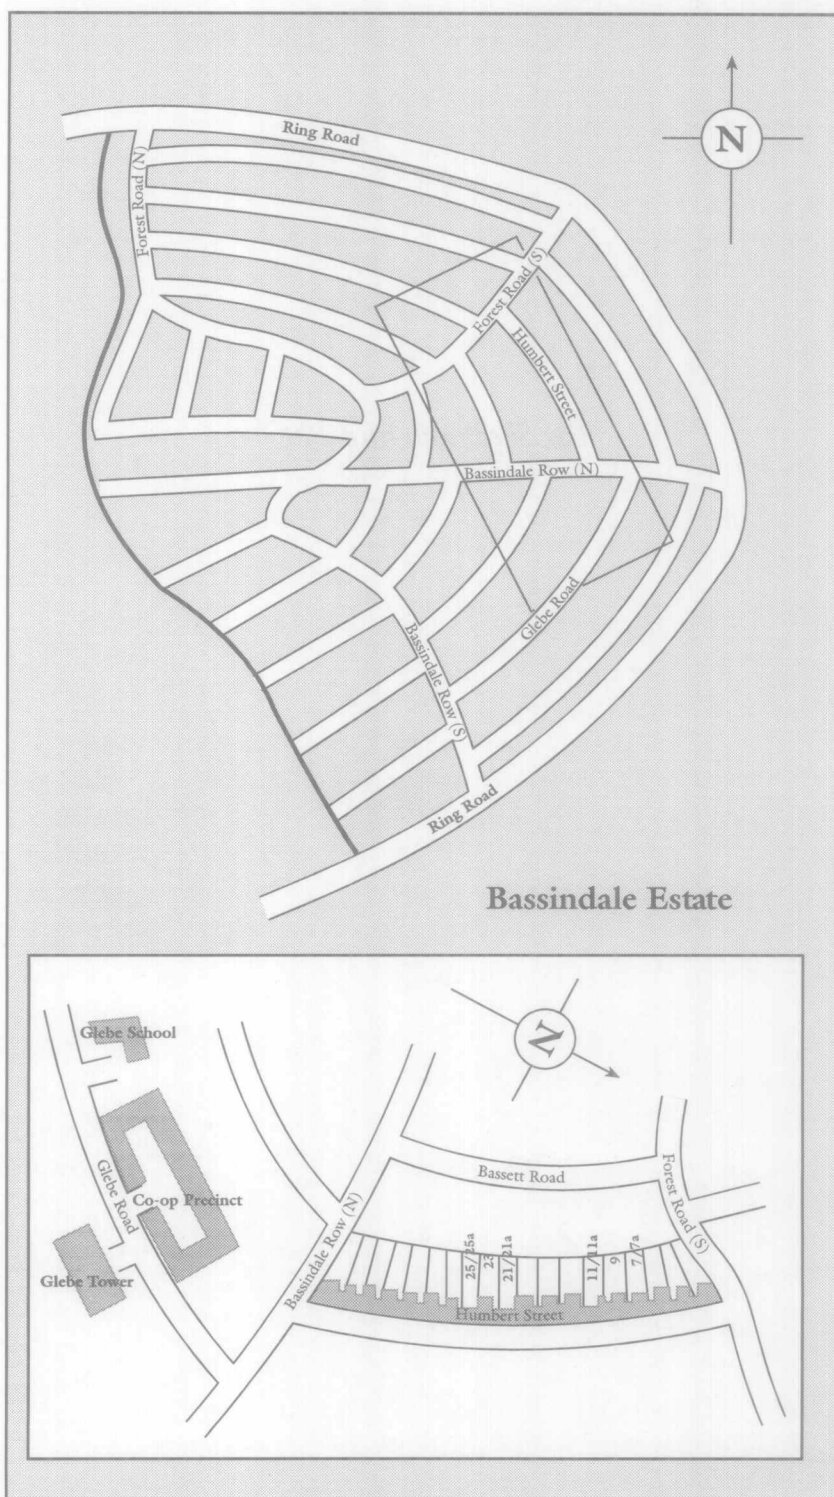 N
Ring Road
Forest Road (N)
Forest Road (S)
Humbert Street
Bassindale Row (N)
Glebe Road
Bassindale Row (S)
Ring Road
Bassindale Estate
N
Glebe School
Glebe Road
Co-op Precinct
Glebe Tower
Bassindale Row (N)
Bassett Road
Forest Road (S)
25/25a
23
21/21a
11/11a
9
7/7a
Humbert Street